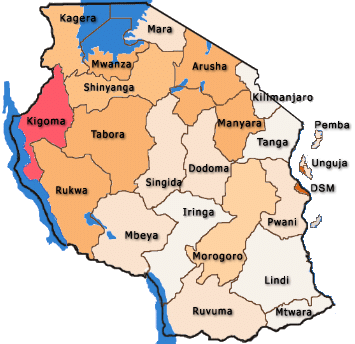 Kagera
Mara
Mwanza
Arusha
Shinyanga
Kilimanjaro
Kigoma
Manyara
Pemba
Tabora
Tanga
Unguja
Dodoma
Singida
DSM
Rukwa
Iringa
Pwani
Mbeya
Morogoro
Lindi
Ruvuma
Mtwara